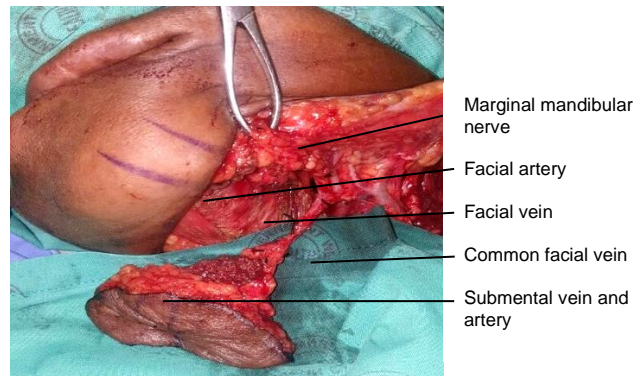 Marginal mandibular
nerve
Facial artery
Facial vein
Common facial vein
Submental vein and
artery